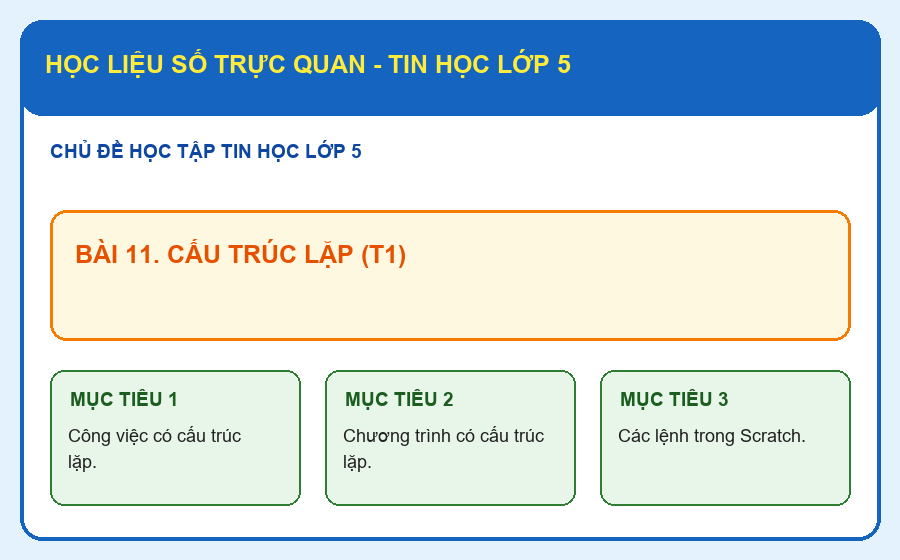 HỌC LIỆU SỐ TRỰC QUAN - TIN HỌC LỚP 5
CHỦ ĐỀ HỌC TẬP TIN HỌC LỚP 5
BÀI 11. CẤU TRÚC LẶP (T1)
MỤC TIÊU 1
Công việc có cấu trúc
lặp.
MỤC TIÊU 2
Chương trình có cấu trúc
lặp.
MỤC TIÊU 3
Các lệnh trong Scratch.